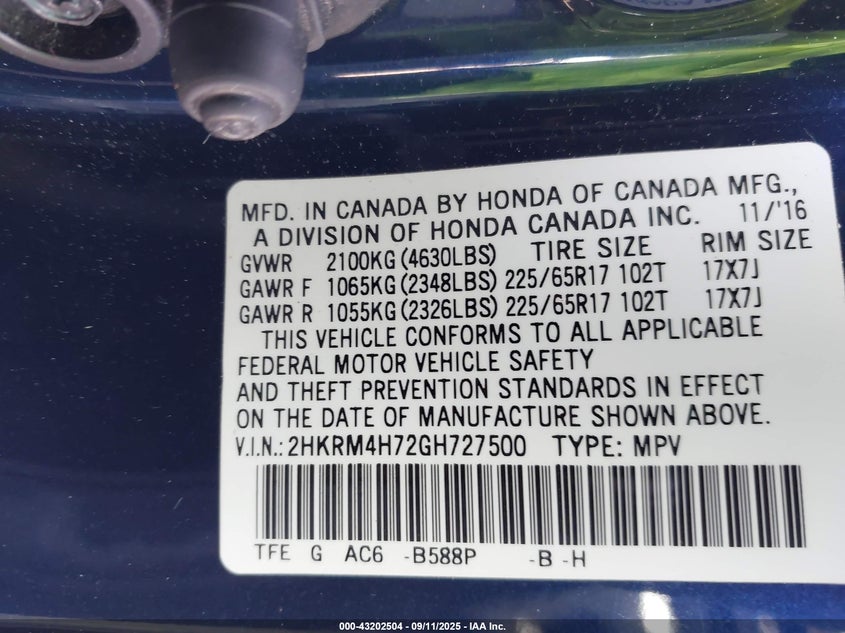 MFD. IN CANADA BY HONDA OF CANADA MFG.,
A DIVISION OF HONDA CANADA INC. 11/'16
GVWR 2100KG (4630LBS) TIRE SIZE RIM SIZE
GAWR F 1065KG (2348LBS) 225/65R17 102T 17X7J
GAWR R 1055KG (2326LBS) 225/65R17 102T 17X7J
THIS VEHICLE CONFORMS TO ALL APPLICABLE
FEDERAL MOTOR VEHICLE SAFETY
AND THEFT PREVENTION STANDARDS IN EFFECT
ON THE DATE OF MANUFACTURE SHOWN ABOVE.
V.I.N.: 2HKRM4H72GH727500 TYPE: MPV
TFE G AC6 -B588P -B -H
000-43202504 - 09/11/2025 - IAA Inc.